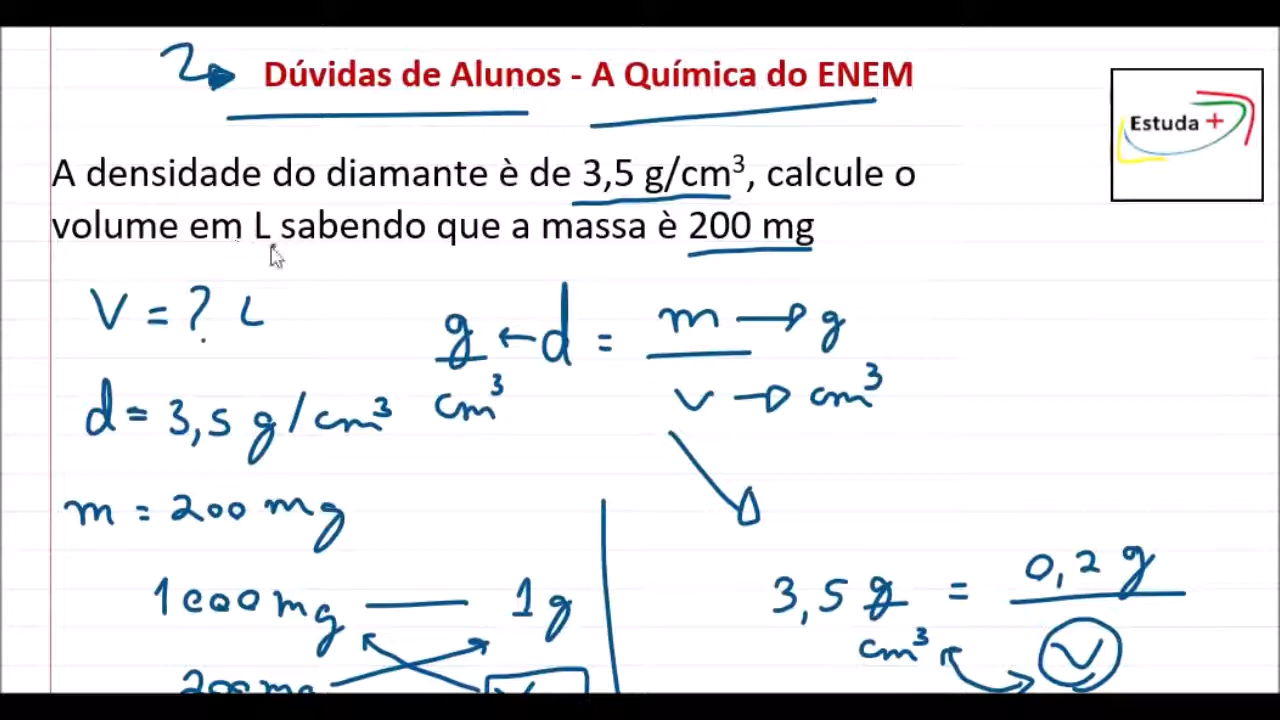 2
Dúvidas de Alunos - A Química do ENEM
Estuda +
A densidade do diamante è de 3,5 g/cm³, calcule o
volume em L sabendo que a massa è 200 mg
V = ? L
g/cm³ ← d = m → g
v → cm³
d = 3,5 g/cm³
m = 200 mg
1000 mg — 1 g
200 mg
3,5 g/cm³ = 0,2 g
V